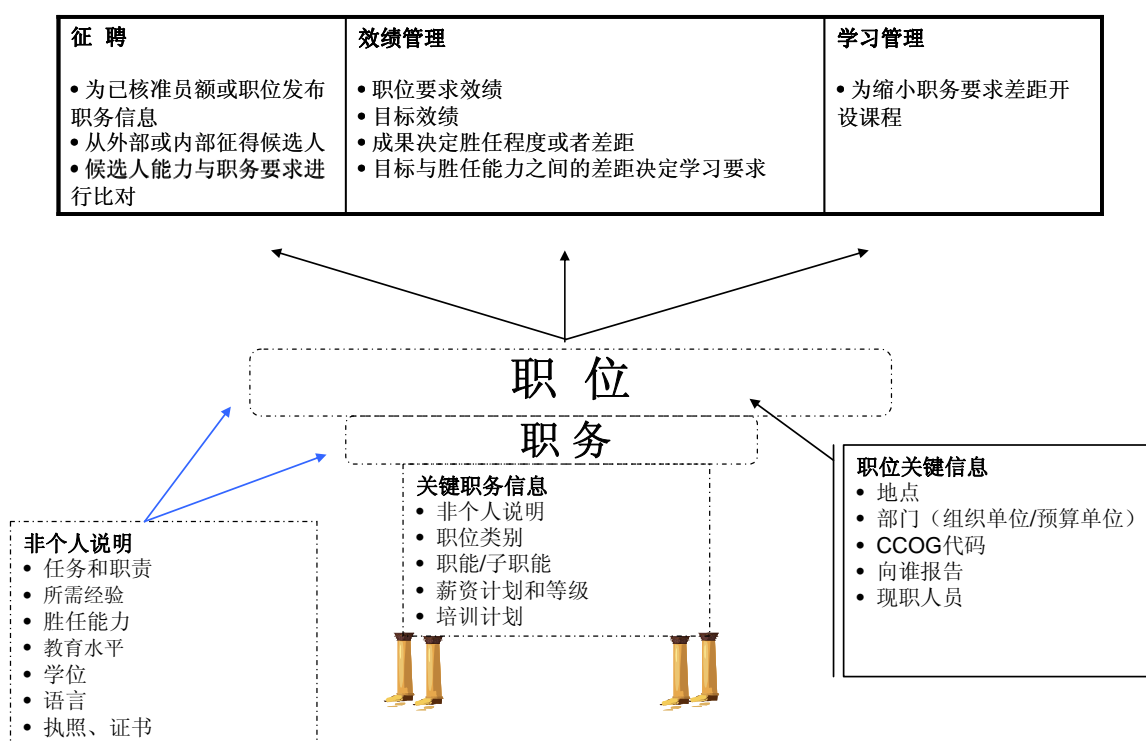 征 聘
• 为已核准员额或职位发布
职务信息
• 从外部或内部征得候选人
• 候选人能力与职务要求进
行比对
效绩管理
• 职位要求效绩
• 目标效绩
• 成果决定胜任程度或者差距
• 目标与胜任能力之间的差距决定学习要求
学习管理
• 为缩小职务要求差距开
设课程
职 位
职 务
关键职务信息
• 非个人说明
• 职位类别
• 职能/子职能
• 薪资计划和等级
• 培训计划
非个人说明
• 任务和职责
• 所需经验
• 胜任能力
• 教育水平
• 学位
• 语言
• 执照、证书
职位关键信息
• 地点
• 部门（组织单位/预算单位）
• CCOG代码
• 向谁报告
• 现职人员